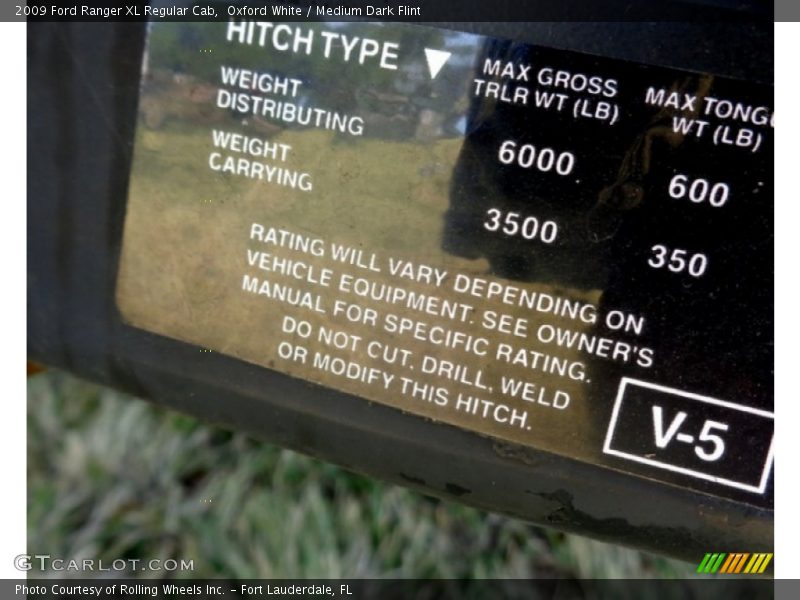 2009 Ford Ranger XL Regular Cab,  Oxford White / Medium Dark Flint
HITCH TYPE
MAX GROSS
TRLR WT (LB)
MAX TONGU
WT (LB)
WEIGHT
DISTRIBUTING
6000
600
WEIGHT
CARRYING
3500
350
RATING WILL VARY DEPENDING ON
VEHICLE EQUIPMENT. SEE OWNER'S
MANUAL FOR SPECIFIC RATING.
DO NOT CUT, DRILL, WELD
OR MODIFY THIS HITCH.
V-5
GTCARLOT.COM
Photo Courtesy of Rolling Wheels Inc. - Fort Lauderdale, FL